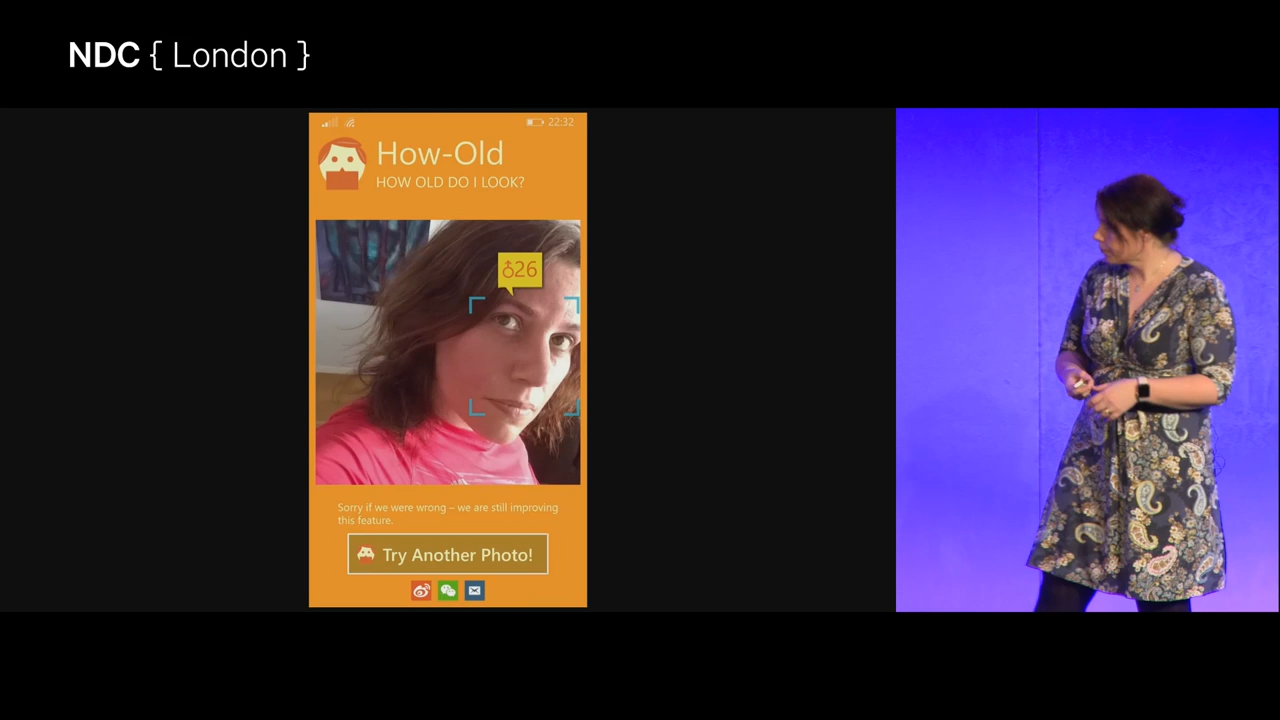 NDC { London }
22:32
How-Old
HOW OLD DO I LOOK?
♂26
Sorry if we were wrong – we are still improving
this feature.
Try Another Photo!